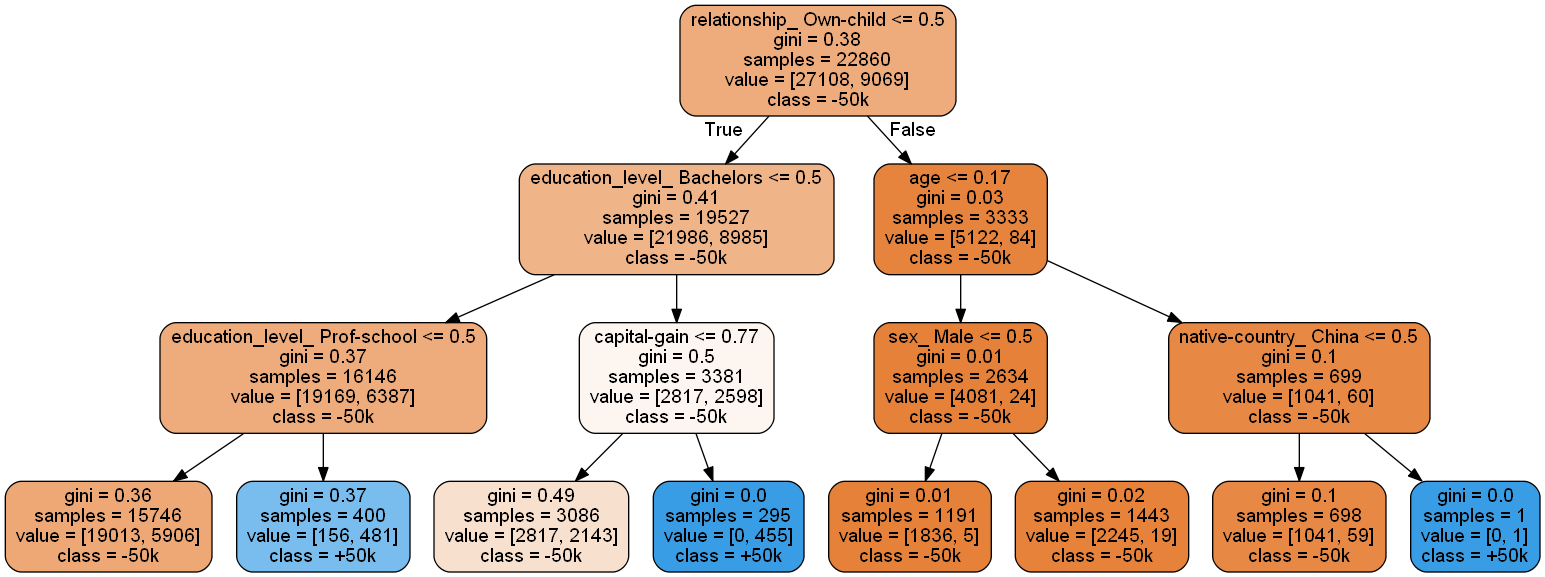 relationship_ Own-child <= 0.5
gini = 0.38
samples = 22860
value = [27108, 9069]
class = -50k
True
False
education_level_ Bachelors <= 0.5
gini = 0.41
samples = 19527
value = [21986, 8985]
class = -50k
age <= 0.17
gini = 0.03
samples = 3333
value = [5122, 84]
class = -50k
education_level_ Prof-school <= 0.5
gini = 0.37
samples = 16146
value = [19169, 6387]
class = -50k
capital-gain <= 0.77
gini = 0.5
samples = 3381
value = [2817, 2598]
class = -50k
sex_ Male <= 0.5
gini = 0.01
samples = 2634
value = [4081, 24]
class = -50k
native-country_ China <= 0.5
gini = 0.1
samples = 699
value = [1041, 60]
class = -50k
gini = 0.36
samples = 15746
value = [19013, 5906]
class = -50k
gini = 0.37
samples = 400
value = [156, 481]
class = +50k
gini = 0.49
samples = 3086
value = [2817, 2143]
class = -50k
gini = 0.0
samples = 295
value = [0, 455]
class = +50k
gini = 0.01
samples = 1191
value = [1836, 5]
class = -50k
gini = 0.02
samples = 1443
value = [2245, 19]
class = -50k
gini = 0.1
samples = 698
value = [1041, 59]
class = -50k
gini = 0.0
samples = 1
value = [0, 1]
class = +50k